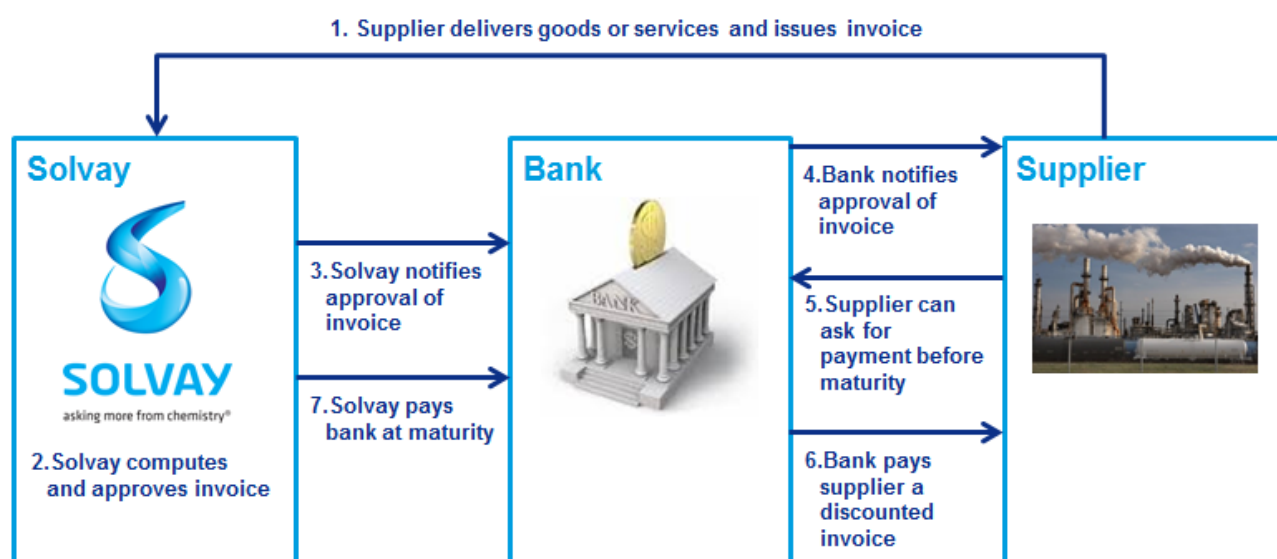 1. Supplier delivers goods or services and issues invoice
Solvay
SOLVAY
asking more from chemistry®
2.Solvay computes
and approves invoice
3.Solvay notifies
approval of
invoice
7.Solvay pays
bank at maturity
Bank
BANK
$
4.Bank notifies
approval of
invoice
5.Supplier can
ask for
payment before
maturity
6.Bank pays
supplier a
discounted
invoice
Supplier